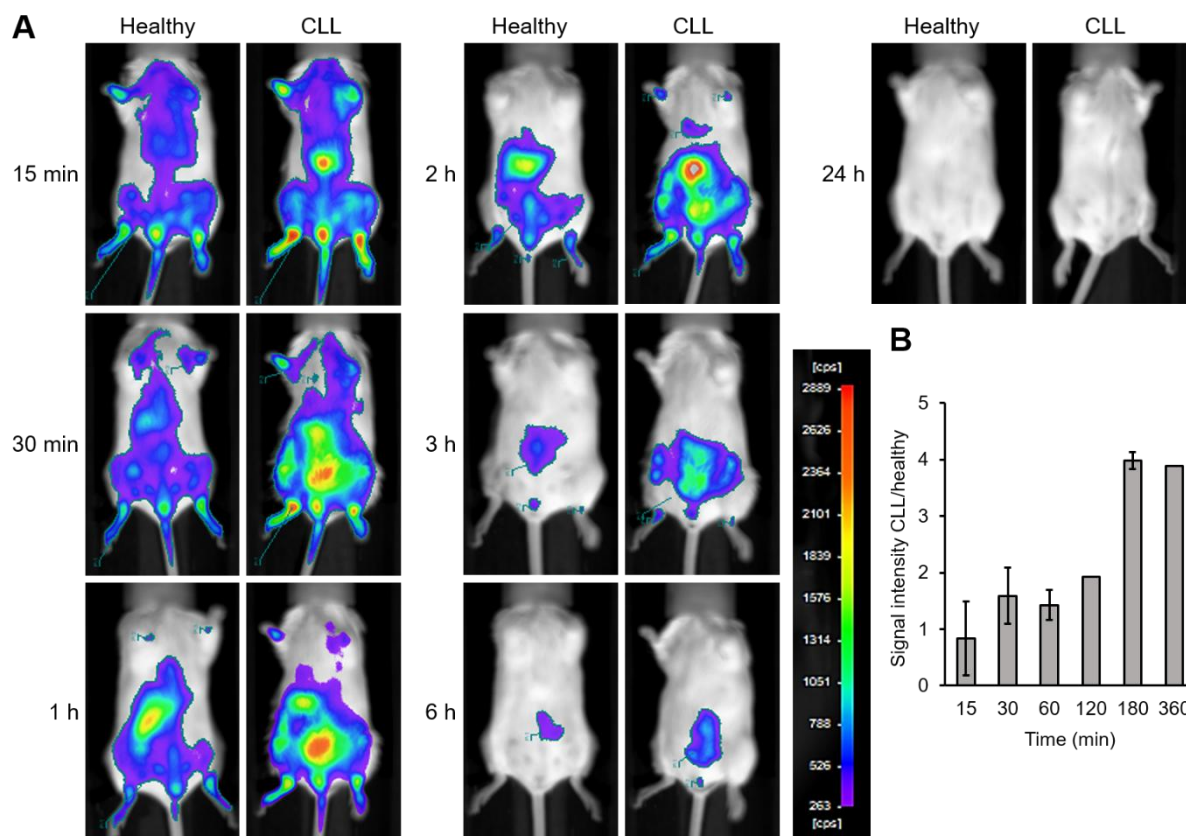 A
Healthy CLL
Healthy CLL
Healthy CLL
15 min
2 h
24 h
30 min
3 h
1 h
6 h
[cps]
2889
2626
2364
2101
1839
1576
1314
1051
788
526
263
[cps]
B
Signal intensity CLL/healthy
5
4
3
2
1
0
15 30 60 120 180 360
Time (min)